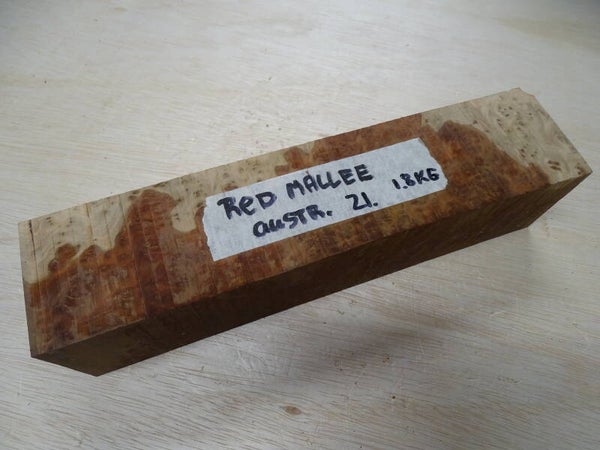 ReD MALLEE
auSTR. 21. 1.8KG